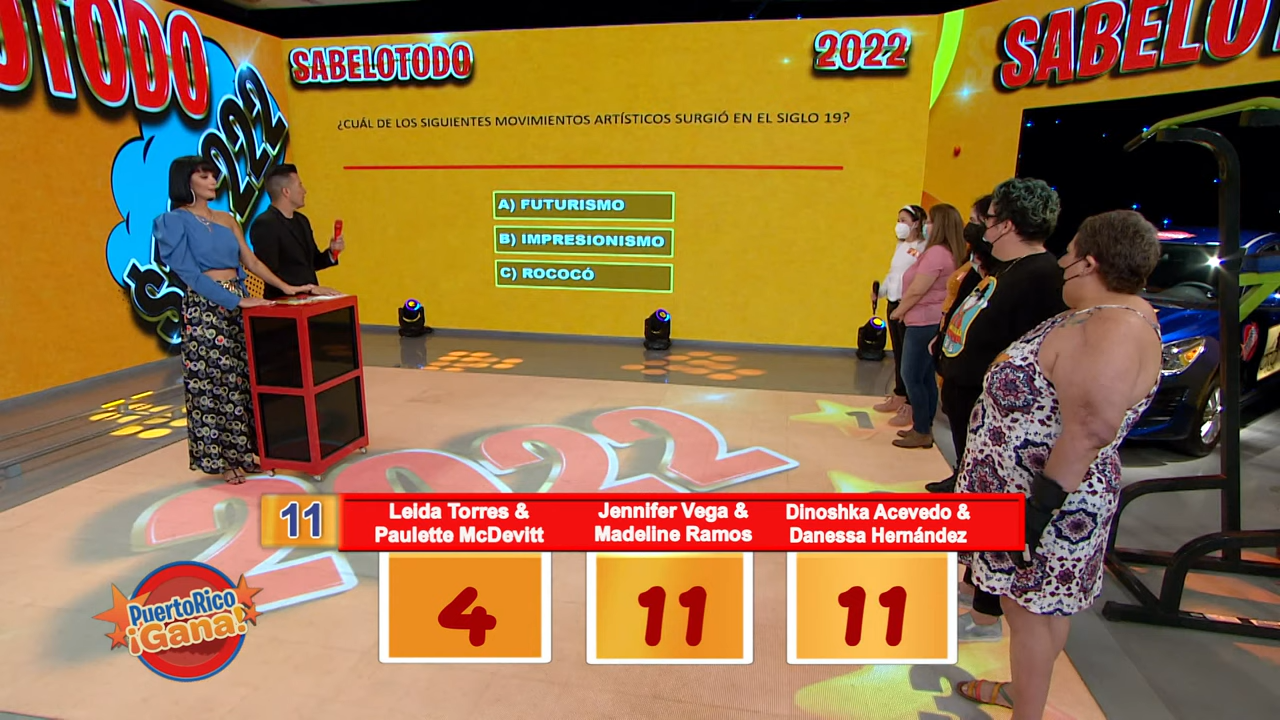 OTODO
2022
SABELOTODO
2022
SABELO
¿CUÁL DE LOS SIGUIENTES MOVIMIENTOS ARTÍSTICOS SURGIÓ EN EL SIGLO 19?
A) FUTURISMO
B) IMPRESIONISMO
C) ROCOCÓ
1
2022
11
Leida Torres &
Paulette McDevitt
Jennifer Vega &
Madeline Ramos
Dinoshka Acevedo &
Danessa Hernández
4
11
11
PuertoRico
¡Gana!